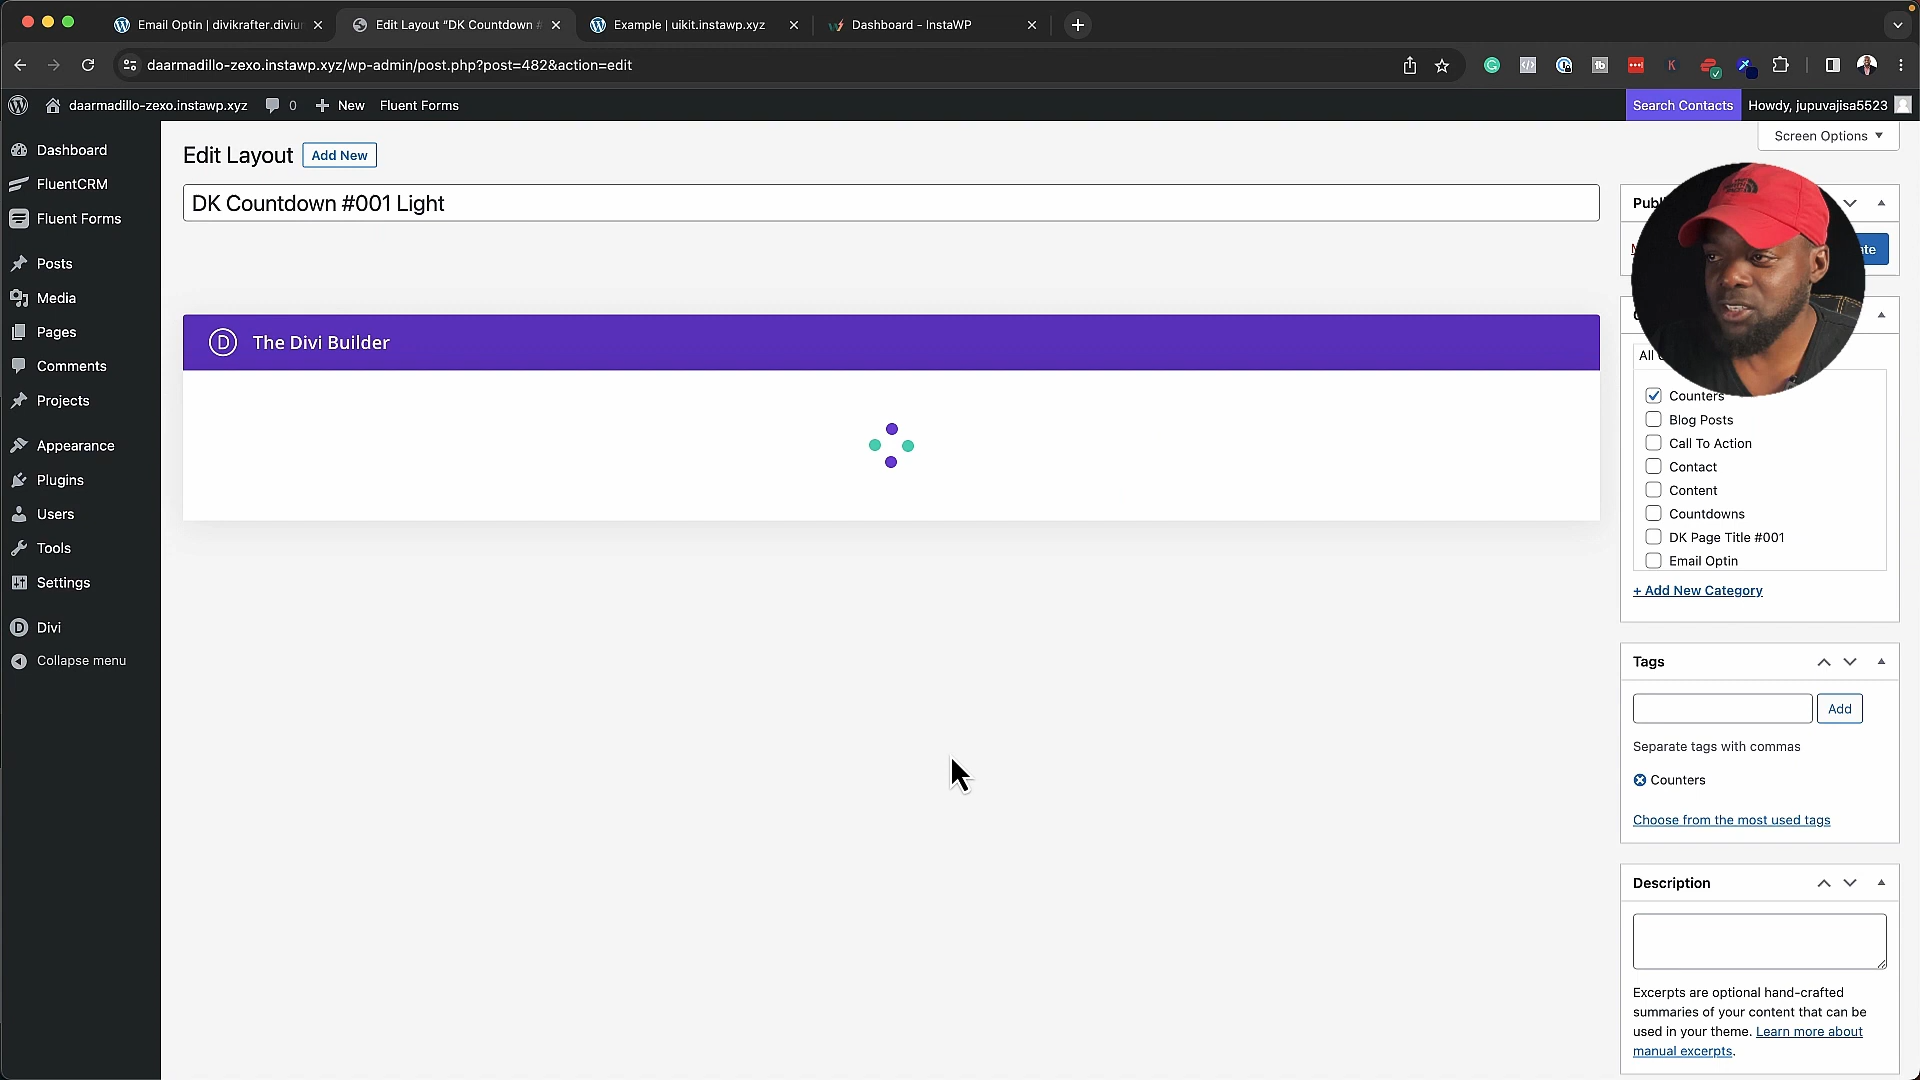 Email Optin | divikrafter.diviun
Edit Layout “DK Countdown #
Example | uikit.instawp.xyz
Dashboard - InstaWP
daarmadillo-zexo.instawp.xyz/wp-admin/post.php?post=482&action=edit
daarmadillo-zexo.instawp.xyz
0
New
Fluent Forms
Search Contacts
Howdy, jupuvajisa5523
Screen Options
Dashboard
FluentCRM
Fluent Forms
Posts
Media
Pages
Comments
Projects
Appearance
Plugins
Users
Tools
Settings
Divi
Collapse menu
Edit Layout
Add New
DK Countdown #001 Light
The Divi Builder
Counters
Blog Posts
Call To Action
Contact
Content
Countdowns
DK Page Title #001
Email Optin
+ Add New Category
Tags
Add
Separate tags with commas
Counters
Choose from the most used tags
Description
Excerpts are optional hand-crafted
summaries of your content that can be
used in your theme. Learn more about
manual excerpts.